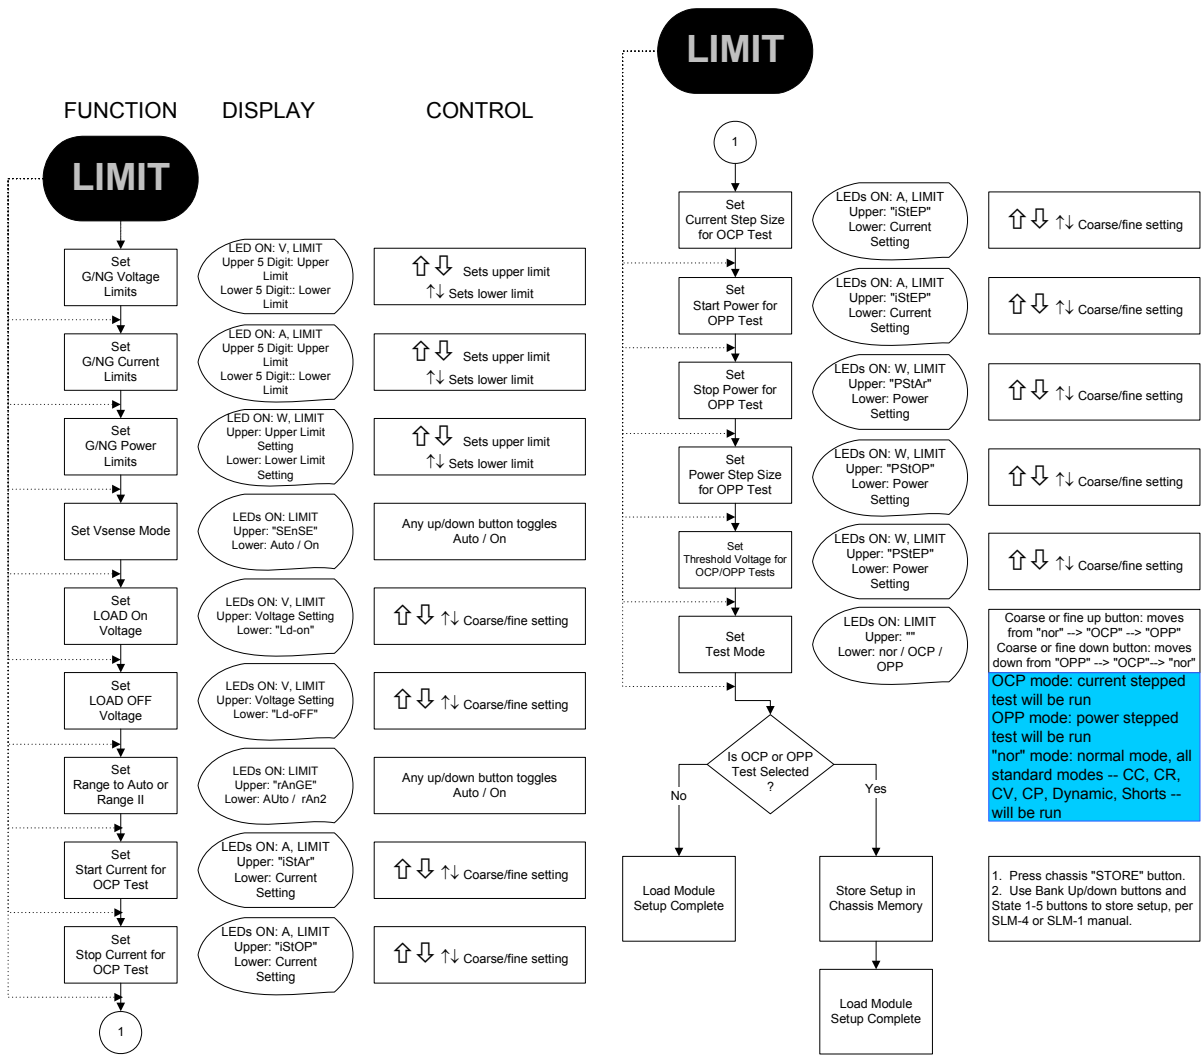 FUNCTION
DISPLAY
CONTROL
LIMIT
Set
G/NG Voltage
Limits
LED ON: V, LIMIT
Upper 5 Digit: Upper
Limit
Lower 5 Digit:: Lower
Limit
⇧ ⇩ Sets upper limit
↑↓ Sets lower limit
Set
G/NG Current
Limits
LED ON: A, LIMIT
Upper 5 Digit: Upper
Limit
Lower 5 Digit:: Lower
Limit
⇧ ⇩ Sets upper limit
↑↓ Sets lower limit
Set
G/NG Power
Limits
LED ON: W, LIMIT
Upper: Upper Limit
Setting
Lower: Lower Limit
Setting
⇧ ⇩ Sets upper limit
↑↓ Sets lower limit
Set Vsense Mode
LEDs ON: LIMIT
Upper: "SEnSE"
Lower: Auto / On
Any up/down button toggles
Auto / On
Set
LOAD On
Voltage
LEDs ON: V, LIMIT
Upper: Voltage Setting
Lower: "Ld-on"
⇧ ⇩ ↑↓ Coarse/fine setting
Set
LOAD OFF
Voltage
LEDs ON: V, LIMIT
Upper: Voltage Setting
Lower: "Ld-oFF"
⇧ ⇩ ↑↓ Coarse/fine setting
Set
Range to Auto or
Range II
LEDs ON: LIMIT
Upper: "rAnGE"
Lower: AUto / rAn2
Any up/down button toggles
Auto / On
Set
Start Current for
OCP Test
LEDs ON: A, LIMIT
Upper: "iStAr"
Lower: Current
Setting
⇧ ⇩ ↑↓ Coarse/fine setting
Set
Stop Current for
OCP Test
LEDs ON: A, LIMIT
Upper: "iStOP"
Lower: Current
Setting
⇧ ⇩ ↑↓ Coarse/fine setting
1
LIMIT
1
Set
Current Step Size
for OCP Test
LEDs ON: A, LIMIT
Upper: "iStEP"
Lower: Current
Setting
⇧ ⇩ ↑↓ Coarse/fine setting
Set
Start Power for
OPP Test
LEDs ON: A, LIMIT
Upper: "iStEP"
Lower: Current
Setting
⇧ ⇩ ↑↓ Coarse/fine setting
Set
Stop Power for
OPP Test
LEDs ON: W, LIMIT
Upper: "PStAr"
Lower: Power
Setting
⇧ ⇩ ↑↓ Coarse/fine setting
Set
Power Step Size
for OPP Test
LEDs ON: W, LIMIT
Upper: "PStOP"
Lower: Power
Setting
⇧ ⇩ ↑↓ Coarse/fine setting
Set
Threshold Voltage for
OCP/OPP Tests
LEDs ON: W, LIMIT
Upper: "PStEP"
Lower: Power
Setting
⇧ ⇩ ↑↓ Coarse/fine setting
Set
Test Mode
LEDs ON: LIMIT
Upper: ""
Lower: nor / OCP /
OPP
Coarse or fine up button: moves
from "nor" --> "OCP" --> "OPP"
Coarse or fine down button: moves
down from "OPP" --> "OCP"--> "nor"
OCP mode: current stepped
test will be run
OPP mode: power stepped
test will be run
"nor" mode: normal mode, all
standard modes -- CC, CR,
CV, CP, Dynamic, Shorts --
will be run
Is OCP or OPP
Test Selected
?
No
Yes
Load Module
Setup Complete
Store Setup in
Chassis Memory
1. Press chassis "STORE" button.
2. Use Bank Up/down buttons and
State 1-5 buttons to store setup, per
SLM-4 or SLM-1 manual.
Load Module
Setup Complete